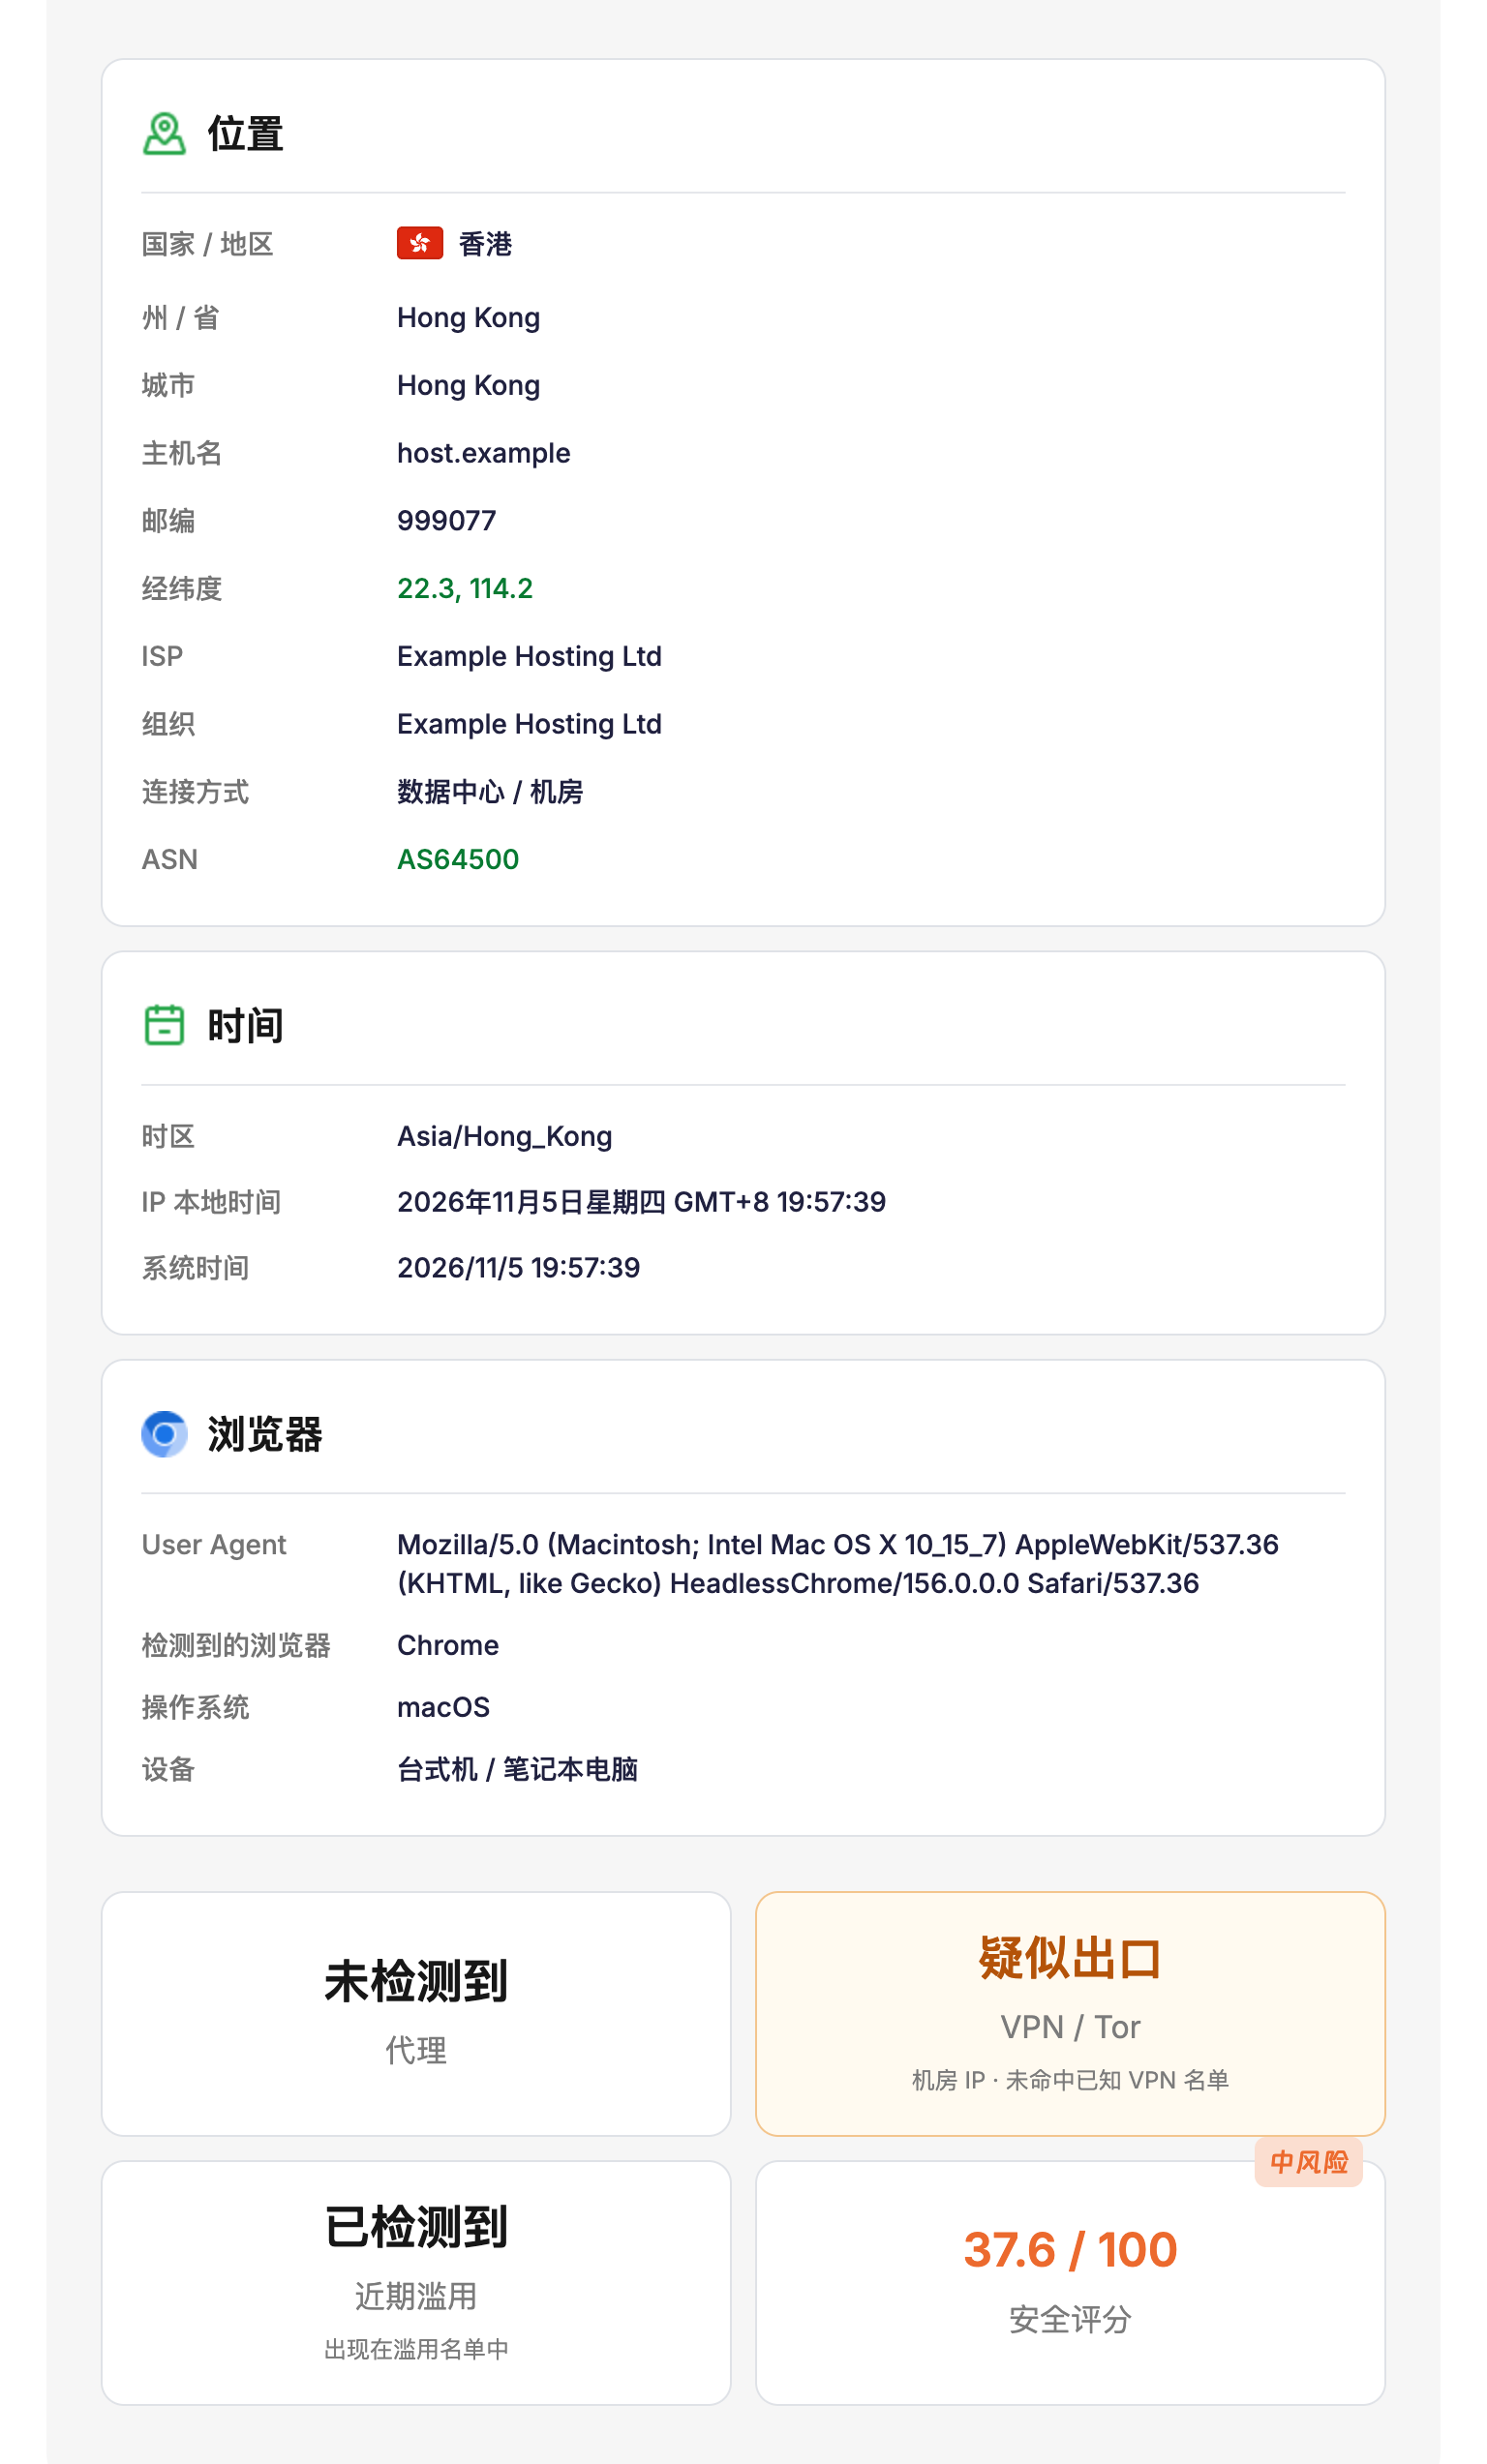 位置
国家 / 地区
香港
州 / 省
Hong Kong
城市
Hong Kong
主机名
host.example
邮编
999077
经纬度
22.3, 114.2
ISP
Example Hosting Ltd
组织
Example Hosting Ltd
连接方式
数据中心 / 机房
ASN
AS64500
时间
时区
Asia/Hong_Kong
IP 本地时间
2026年11月5日星期四 GMT+8 19:57:39
系统时间
2026/11/5 19:57:39
浏览器
User Agent
Mozilla/5.0 (Macintosh; Intel Mac OS X 10_15_7) AppleWebKit/537.36
(KHTML, like Gecko) HeadlessChrome/156.0.0.0 Safari/537.36
检测到的浏览器
Chrome
操作系统
macOS
设备
台式机 / 笔记本电脑
未检测到
代理
疑似出口
VPN / Tor
机房 IP · 未命中已知 VPN 名单
已检测到
近期滥用
出现在滥用名单中
中风险
37.6 / 100
安全评分